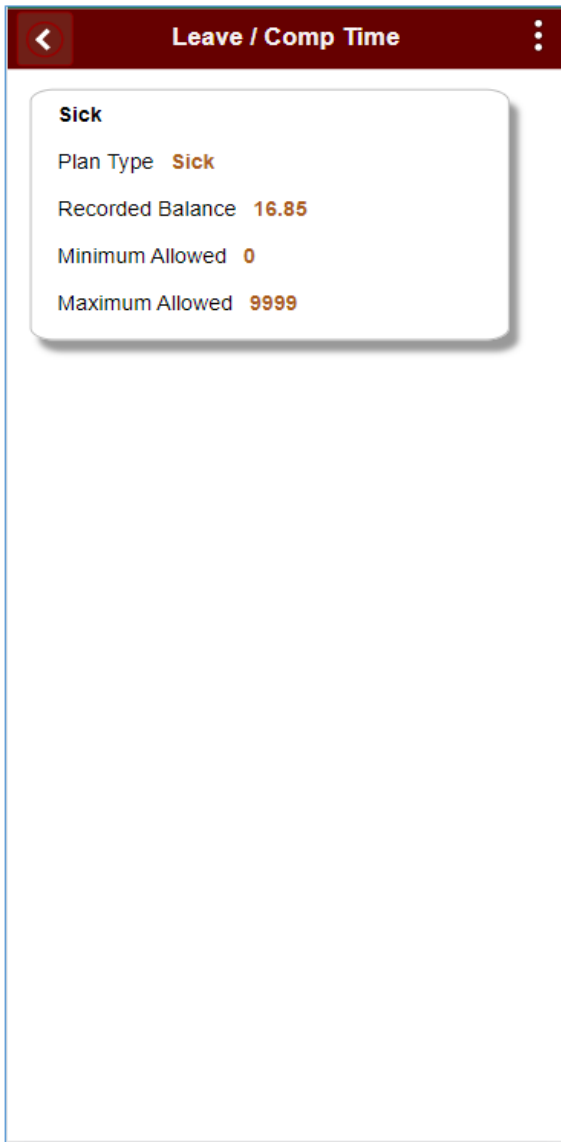 Leave / Comp Time
Sick
Plan Type Sick
Recorded Balance 16.85
Minimum Allowed 0
Maximum Allowed 9999